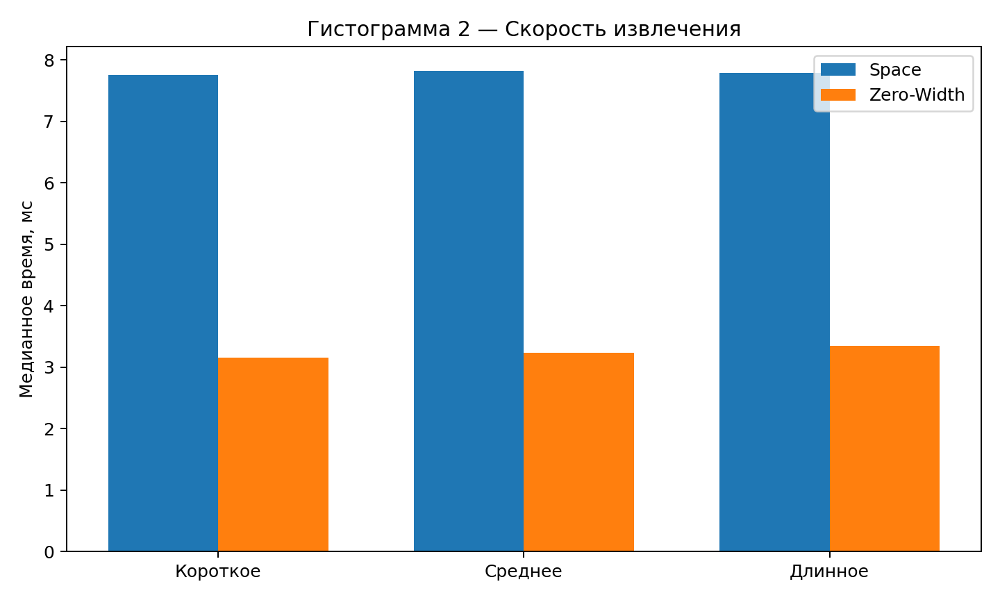 Гистограмма 2 — Скорость извлечения
Space
Zero-Width
Медианное время, мс
8
7
6
5
4
3
2
1
0
Короткое
Среднее
Длинное